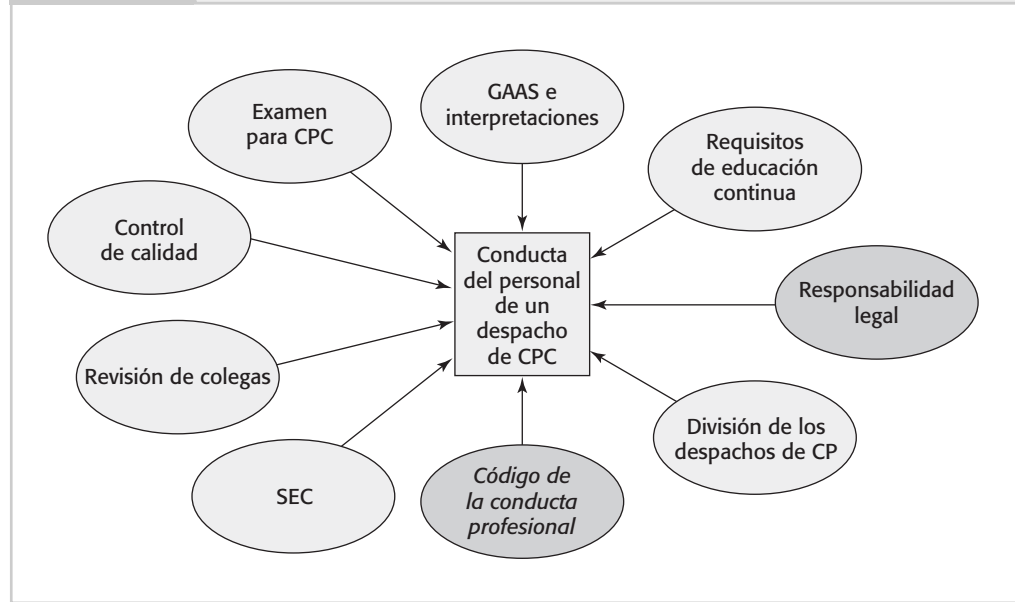 GAAS e
interpretaciones
Examen
para CPC
Requisitos
de educación
continua
Control
de calidad
Conducta
del personal
de un
despacho
de CPC
Responsabilidad
legal
Revisión de colegas
División de los
despachos de CP
SEC
Código de
la conducta
profesional